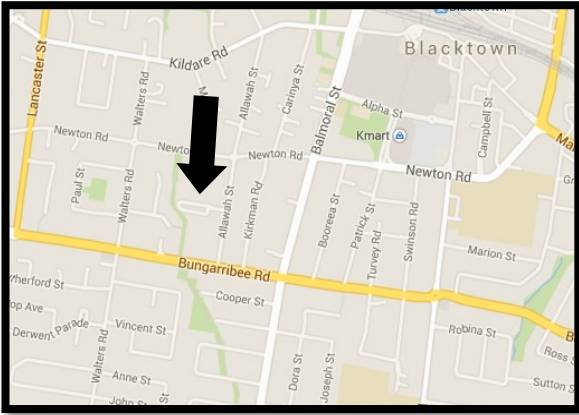 Blacktown
Blacktown
Kildare Rd
Lancaster St
Walters Rd
Allawah St
Carinya St
Balmoral St
Alpha St
Campbell St
Kmart
Newton Rd
Newton Rd
Newton Rd
Paul St
Walters Rd
Allawah St
Kirkman Rd
Booreea St
Patrick St
Turvey Rd
Swinson Rd
Marion St
Bungarribee Rd
Cooper St
Vincent St
Derwent Parade
Walters Rd
Anne St
Dora St
Joseph St
Robina St
Ross S
Sutton S